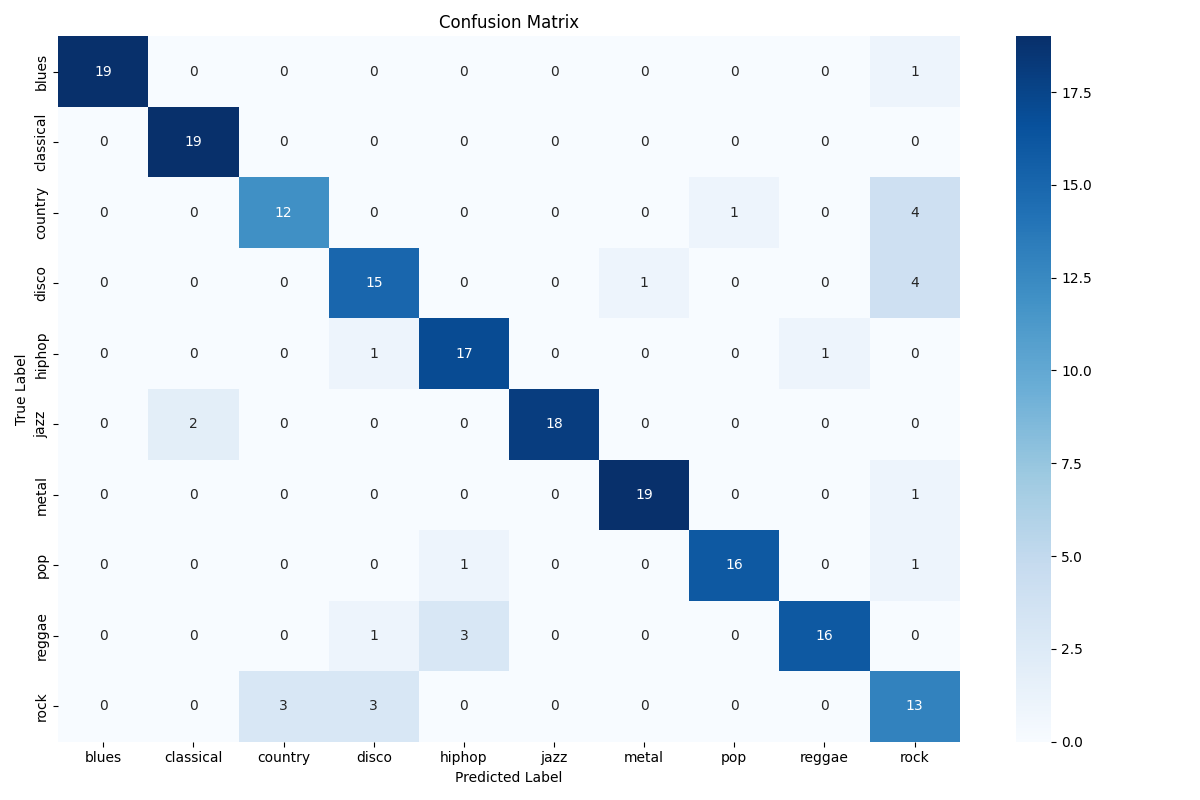 Confusion Matrix
True Label
blues 19 0 0 0 0 0 0 0 0 1
classical 0 19 0 0 0 0 0 0 0 0
country 0 0 12 0 0 0 0 1 0 4
disco 0 0 0 15 0 0 1 0 0 4
hiphop 0 0 0 1 17 0 0 0 1 0
jazz 0 2 0 0 0 18 0 0 0 0
metal 0 0 0 0 0 0 19 0 0 1
pop 0 0 0 0 1 0 0 16 0 1
reggae 0 0 0 1 3 0 0 0 16 0
rock 0 0 3 3 0 0 0 0 0 13
blues classical country disco hiphop jazz metal pop reggae rock
Predicted Label
17.5
15.0
12.5
10.0
7.5
5.0
2.5
0.0